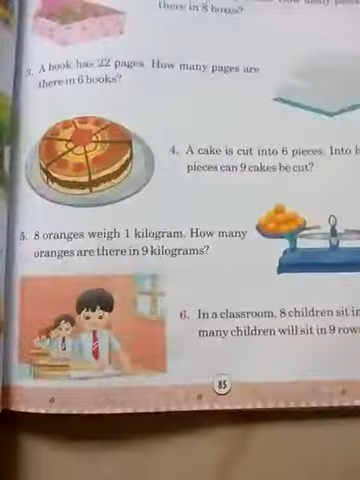 there in 8 boxes?
3. A book has 22 pages. How many pages are
there in 6 books?
4. A cake is cut into 6 pieces. Into h
pieces can 9 cakes be cut?
5. 8 oranges weigh 1 kilogram. How many
oranges are there in 9 kilograms?
6. In a classroom, 8 children sit in
many children will sit in 9 row
85